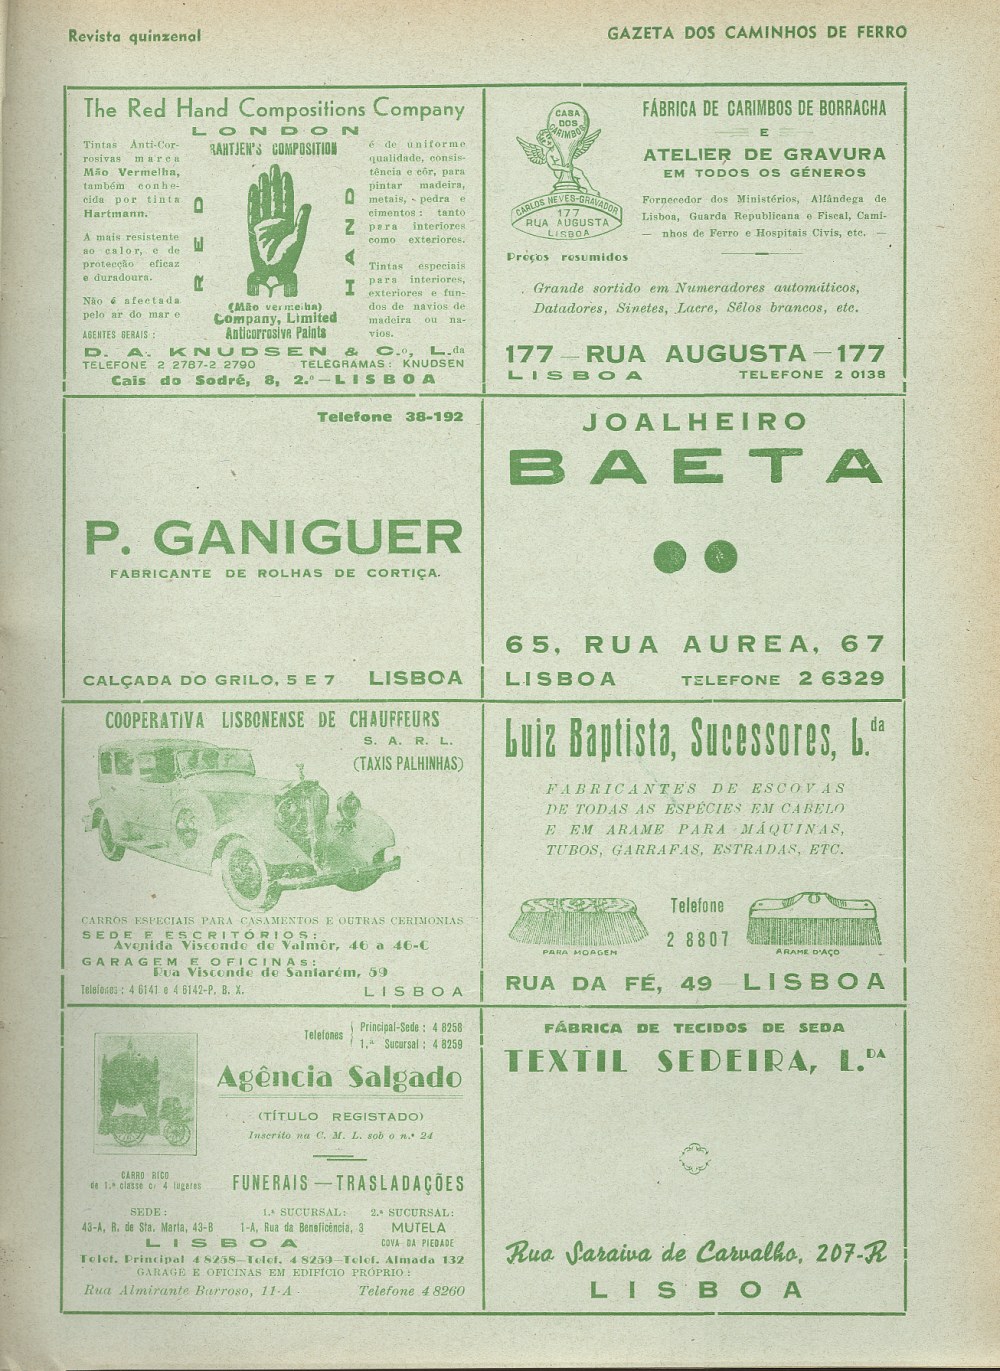 Revista quinzenal
GAZETA DOS CAMINHOS DE FERRO
The Red Hand Compositions Company
LONDON
Tintas Anti-Cor-
rosivas marca
Mão Vermelha,
também conhe-
cida por tinta
Hartmann.
A mais resistente
ao calor, e de
protecção eficaz
e duradoura.
Não é afectada
pelo ar do mar e
AGENTES GERAIS:
RAHTJEN'S COMPOSITION
RED
HAND
(Mão vermelha)
Company, Limited
Anticorrosive Paints
é de uniforme
qualidade, consis-
tência e côr, para
pintar madeira,
metais, pedra e
cimentos: tanto
para interiores
como exteriores.
Tintas especiais
para interiores,
exteriores e fun-
dos de navios de
madeira ou na-
vios.
D. A. KNUDSEN & C.º, L.da
TELEFONE 2 2787-2 2790 TELEGRAMAS: KNUDSEN
Cais do Sodré, 8, 2.º — LISBOA
CASA
DOS
CARIMBOS
CARLOS NEVES-GRAVADOR
177
RUA AUGUSTA
LISBOA
FÁBRICA DE CARIMBOS DE BORRACHA
E
ATELIER DE GRAVURA
EM TODOS OS GÉNEROS
Fornecedor dos Ministérios, Alfândega de
Lisboa, Guarda Republicana e Fiscal, Cami-
— nhos de Ferro e Hospitais Civis, etc. —
Preços resumidos
Grande sortido em Numeradores automáticos,
Datadores, Sinetes, Lacre, Sêlos brancos, etc.
177 — RUA AUGUSTA — 177
LISBOA TELEFONE 2 0138
Telefone 38-192
P. GANIGUER
FABRICANTE DE ROLHAS DE CORTIÇA.
CALÇADA DO GRILO, 5 E 7 LISBOA
JOALHEIRO
BAETA
65, RUA AUREA, 67
LISBOA TELEFONE 2 6329
COOPERATIVA LISBONENSE DE CHAUFFEURS
S. A. R. L.
(TAXIS PALHINHAS)
CARROS ESPECIAIS PARA CASAMENTOS E OUTRAS CERIMONIAS
SEDE E ESCRITÓRIOS:
Avenida Visconde de Valmôr, 46 a 46-C
GARAGEM E OFICINAS:
Rua Visconde de Santarém, 59
Telefones: 4 6141 e 4 6142-P. B. X. LISBOA
Luiz Baptista, Sucessores, L.da
FABRICANTES DE ESCOVAS
DE TODAS AS ESPÉCIES EM CABELO
E EM ARAME PARA MÁQUINAS,
TUBOS, GARRAFAS, ESTRADAS, ETC.
Telefone
2 8807
PARA MOAGEM
ARAME D'AÇO
RUA DA FÉ, 49 — LISBOA
Telefones
Principal-Sede: 4 8258
1.ª Sucursal: 4 8259
Agência Salgado
(TÍTULO REGISTADO)
Inscrito na C. M. L. sob o n.º 24
CARRO RICO
de 1.ª classe c/ 4 lugares
FUNERAIS — TRASLADAÇÕES
SEDE: 1.ª SUCURSAL: 2.ª SUCURSAL:
43-A, R. de Sta. Marta, 43-B 1-A, Rua da Beneficência, 3 MUTELA
LISBOA COVA DA PIEDADE
Telef. Principal 4 8258—Telef. 4 8259—Telef. Almada 132
GARAGE E OFICINAS EM EDIFÍCIO PRÓPRIO:
Rua Almirante Barroso, 11-A - Telefone 4 8260
FÁBRICA DE TECIDOS DE SEDA
TEXTIL SEDEIRA, L.DA
Rua Saraiva de Carvalho, 207-R
LISBOA